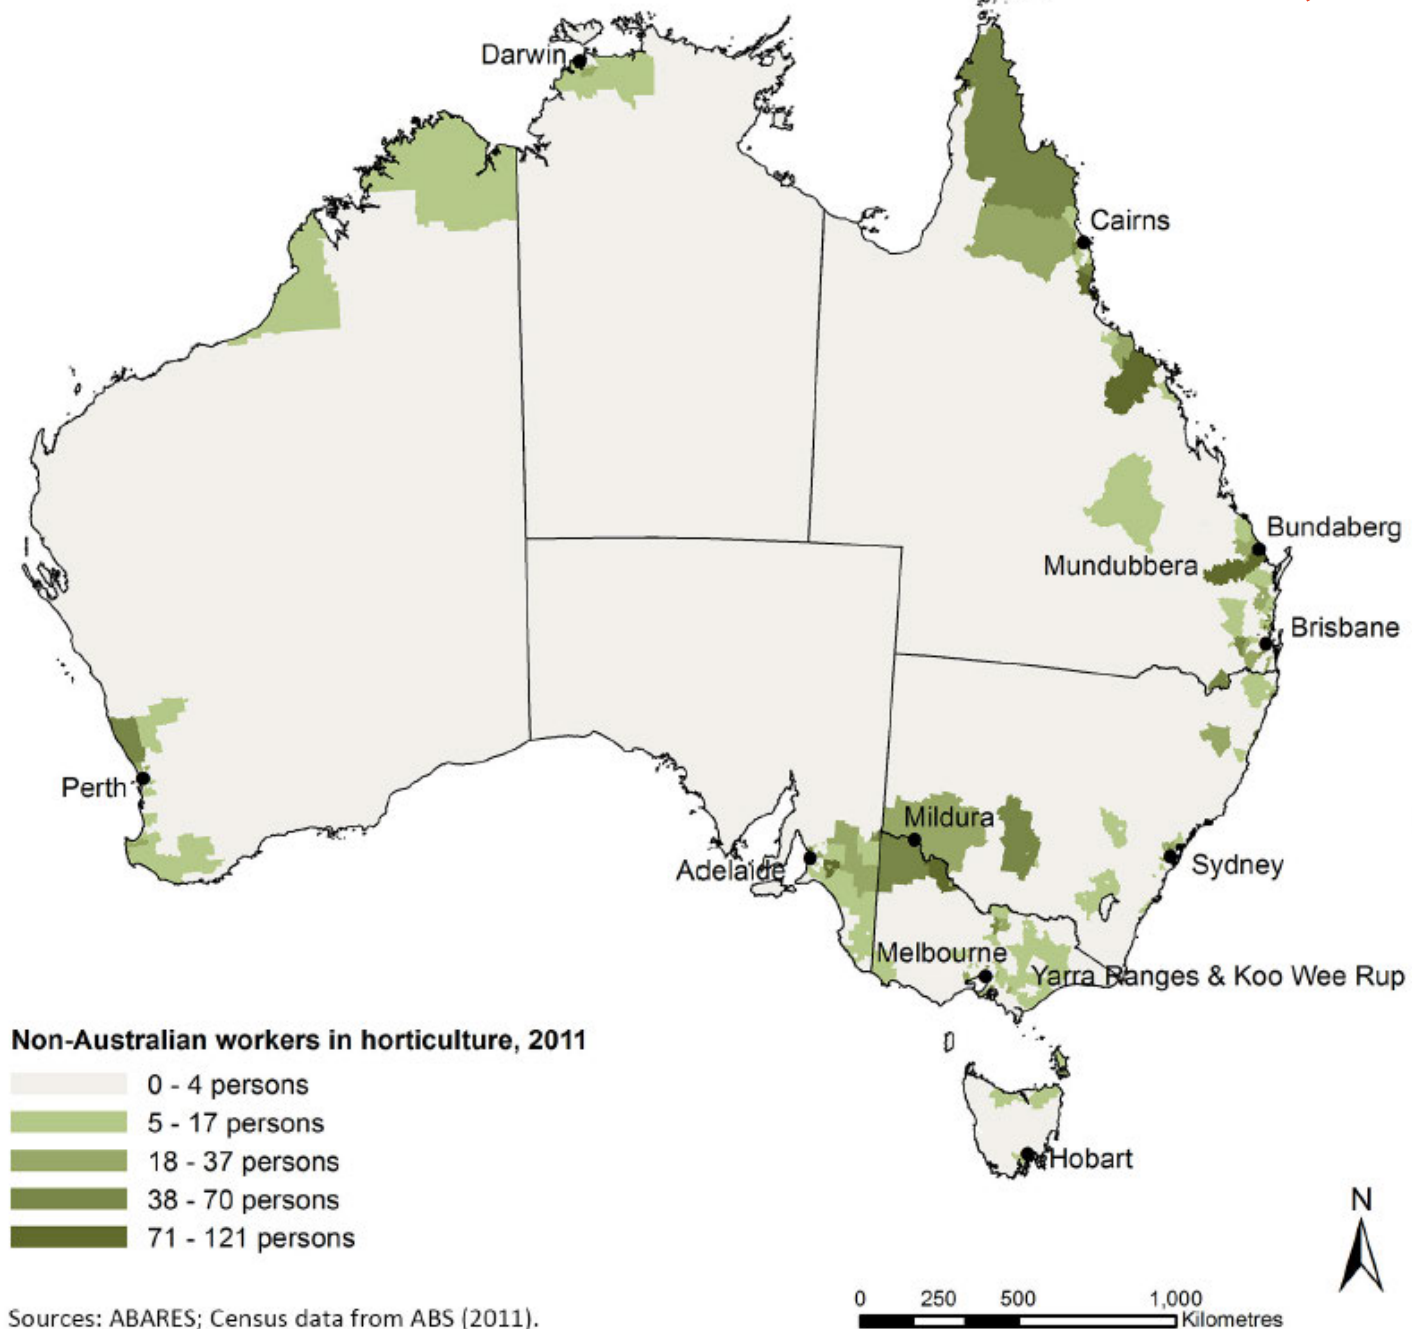 Darwin
Cairns
Bundaberg
Mundubbera
Brisbane
Perth
Mildura
Adelaide
Sydney
Melbourne
Yarra Ranges & Koo Wee Rup
Hobart
Non-Australian workers in horticulture, 2011
0 - 4 persons
5 - 17 persons
18 - 37 persons
38 - 70 persons
71 - 121 persons
N
0 250 500 1,000
Kilometres
Sources: ABARES; Census data from ABS (2011).